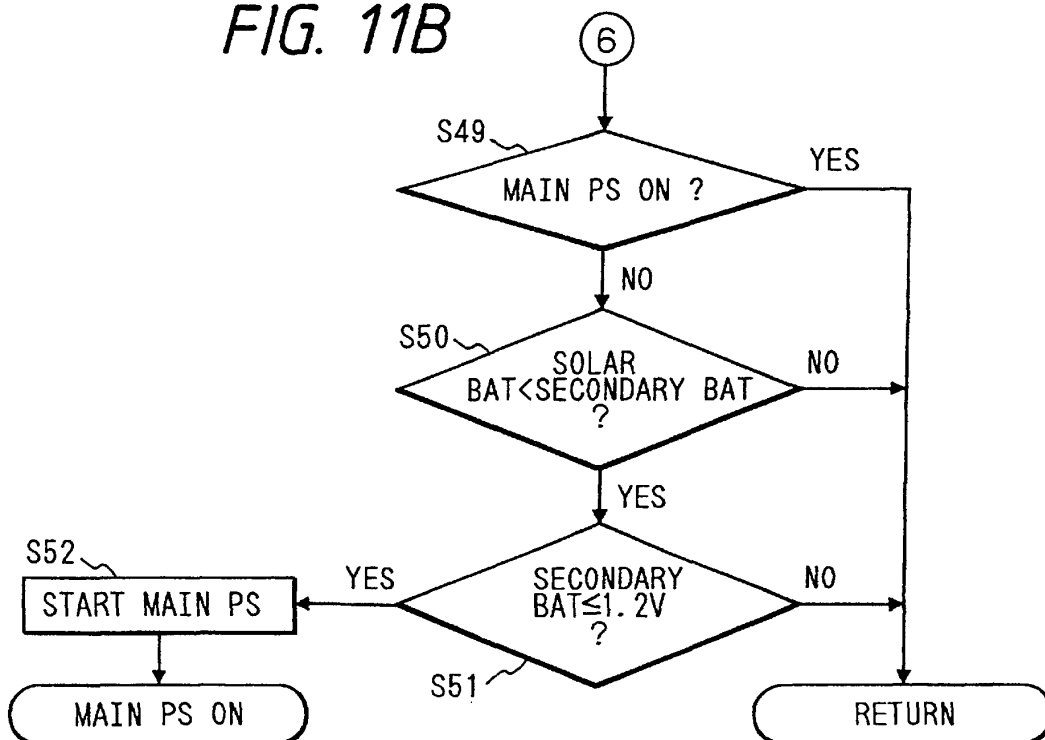 FIG. 11B
6
S49
MAIN PS ON ?
YES
NO
S50
SOLAR
BAT<SECONDARY BAT
?
NO
YES
S52
START MAIN PS
YES
SECONDARY
BAT≦1.2V
?
NO
S51
MAIN PS ON
RETURN